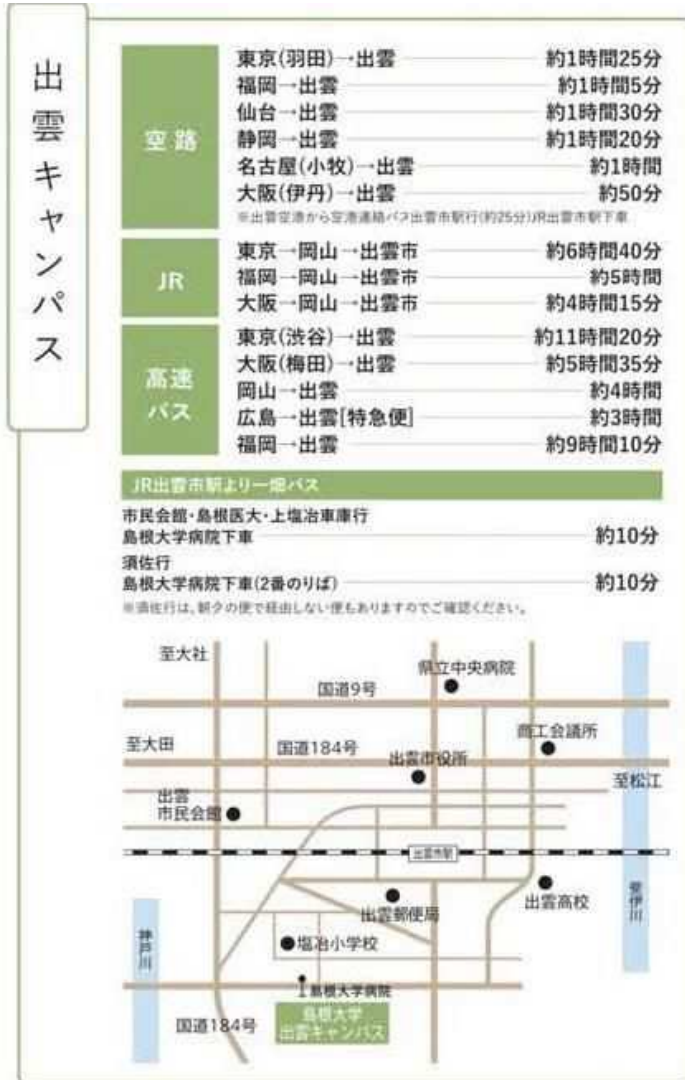 出雲キャンパス
空路
東京(羽田)→出雲 約1時間25分
福岡→出雲 約1時間5分
仙台→出雲 約1時間30分
静岡→出雲 約1時間20分
名古屋(小牧)→出雲 約1時間
大阪(伊丹)→出雲 約50分
※出雲空港から空港連絡バス出雲市駅行(約25分)JR出雲市駅下車
JR
東京→岡山→出雲市 約6時間40分
福岡→岡山→出雲市 約5時間
大阪→岡山→出雲市 約4時間15分
高速
バス
東京(渋谷)→出雲 約11時間20分
大阪(梅田)→出雲 約5時間35分
岡山→出雲 約4時間
広島→出雲[特急便] 約3時間
福岡→出雲 約9時間10分
JR出雲市駅より一畑バス
市民会館・島根医大・上塩冶車庫行
島根大学病院下車 約10分
須佐行
島根大学病院下車(2番のりば) 約10分
※須佐行は、朝夕の便で経由しない便もありますのでご確認ください。
至大社
県立中央病院
国道9号
商工会議所
至大田
国道184号
出雲市役所
至松江
出雲
市民会館
出雲市駅
斐伊川
出雲高校
出雲郵便局
神戸川
塩冶小学校
島根大学病院
島根大学
出雲キャンパス
国道184号